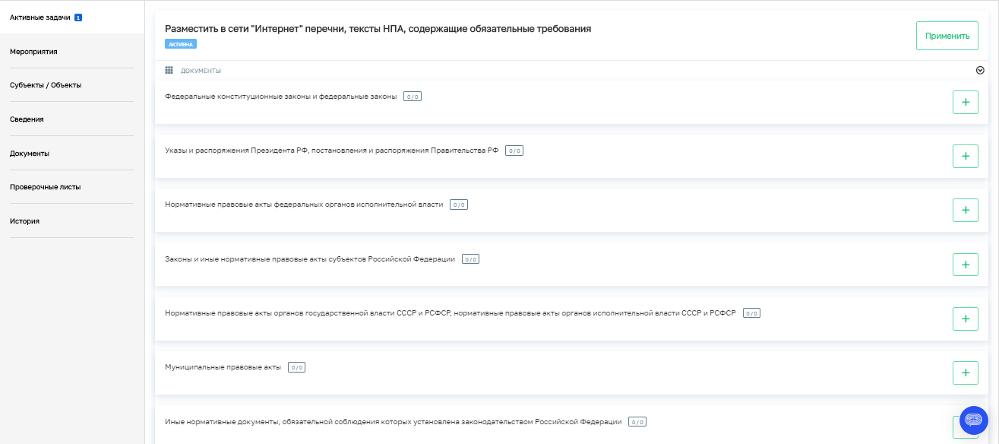 Активные задачи 1
Мероприятия
Субъекты / Объекты
Сведения
Документы
Проверочные листы
История
Разместить в сети "Интернет" перечни, тексты НПА, содержащие обязательные требования
АКТИВНА
Применить
ДОКУМЕНТЫ
Федеральные конституционные законы и федеральные законы 0/0
Указы и распоряжения Президента РФ, постановления и распоряжения Правительства РФ 0/0
Нормативные правовые акты федеральных органов исполнительной власти 0/0
Законы и иные нормативные правовые акты субъектов Российской Федерации 0/0
Нормативные правовые акты органов государственной власти СССР и РСФСР, нормативные правовые акты органов исполнительной власти СССР и РСФСР 0/0
Муниципальные правовые акты 0/0
Иные нормативные документы, обязательной соблюдения которых установлена законодательством Российской Федерации 0/0